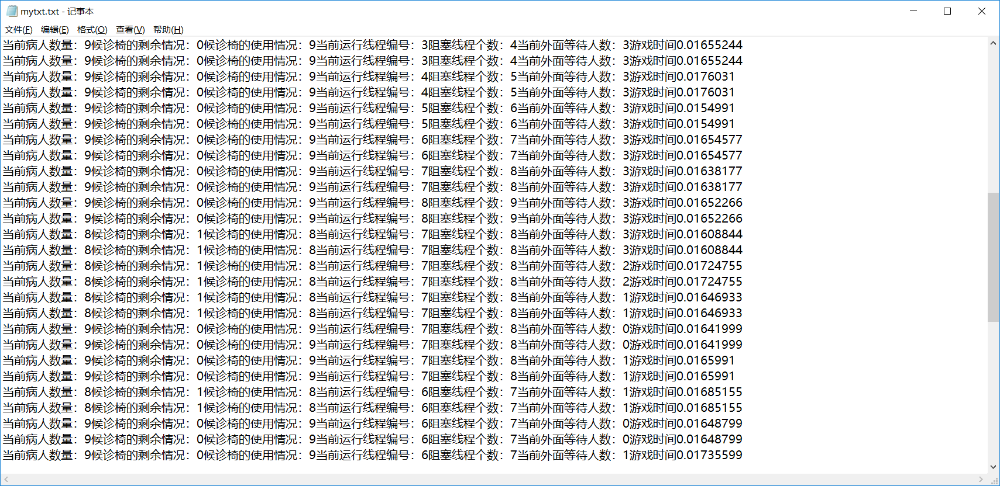 mytxt.txt - 记事本
文件(F) 编辑(E) 格式(O) 查看(V) 帮助(H)
当前病人数量：9候诊椅的剩余情况：0候诊椅的使用情况：9当前运行线程编号：3阻塞线程个数：4当前外面等待人数：3游戏时间0.01655244
当前病人数量：9候诊椅的剩余情况：0候诊椅的使用情况：9当前运行线程编号：3阻塞线程个数：4当前外面等待人数：3游戏时间0.01655244
当前病人数量：9候诊椅的剩余情况：0候诊椅的使用情况：9当前运行线程编号：4阻塞线程个数：5当前外面等待人数：3游戏时间0.0176031
当前病人数量：9候诊椅的剩余情况：0候诊椅的使用情况：9当前运行线程编号：4阻塞线程个数：5当前外面等待人数：3游戏时间0.0176031
当前病人数量：9候诊椅的剩余情况：0候诊椅的使用情况：9当前运行线程编号：5阻塞线程个数：6当前外面等待人数：3游戏时间0.0154991
当前病人数量：9候诊椅的剩余情况：0候诊椅的使用情况：9当前运行线程编号：5阻塞线程个数：6当前外面等待人数：3游戏时间0.0154991
当前病人数量：9候诊椅的剩余情况：0候诊椅的使用情况：9当前运行线程编号：6阻塞线程个数：7当前外面等待人数：3游戏时间0.01654577
当前病人数量：9候诊椅的剩余情况：0候诊椅的使用情况：9当前运行线程编号：6阻塞线程个数：7当前外面等待人数：3游戏时间0.01654577
当前病人数量：9候诊椅的剩余情况：0候诊椅的使用情况：9当前运行线程编号：7阻塞线程个数：8当前外面等待人数：3游戏时间0.01638177
当前病人数量：9候诊椅的剩余情况：0候诊椅的使用情况：9当前运行线程编号：7阻塞线程个数：8当前外面等待人数：3游戏时间0.01638177
当前病人数量：9候诊椅的剩余情况：0候诊椅的使用情况：9当前运行线程编号：8阻塞线程个数：9当前外面等待人数：3游戏时间0.01652266
当前病人数量：9候诊椅的剩余情况：0候诊椅的使用情况：9当前运行线程编号：8阻塞线程个数：9当前外面等待人数：3游戏时间0.01652266
当前病人数量：8候诊椅的剩余情况：1候诊椅的使用情况：8当前运行线程编号：7阻塞线程个数：8当前外面等待人数：3游戏时间0.01608844
当前病人数量：8候诊椅的剩余情况：1候诊椅的使用情况：8当前运行线程编号：7阻塞线程个数：8当前外面等待人数：3游戏时间0.01608844
当前病人数量：8候诊椅的剩余情况：1候诊椅的使用情况：8当前运行线程编号：7阻塞线程个数：8当前外面等待人数：2游戏时间0.01724755
当前病人数量：8候诊椅的剩余情况：1候诊椅的使用情况：8当前运行线程编号：7阻塞线程个数：8当前外面等待人数：2游戏时间0.01724755
当前病人数量：8候诊椅的剩余情况：1候诊椅的使用情况：8当前运行线程编号：7阻塞线程个数：8当前外面等待人数：1游戏时间0.01646933
当前病人数量：8候诊椅的剩余情况：1候诊椅的使用情况：8当前运行线程编号：7阻塞线程个数：8当前外面等待人数：1游戏时间0.01646933
当前病人数量：9候诊椅的剩余情况：0候诊椅的使用情况：9当前运行线程编号：7阻塞线程个数：8当前外面等待人数：0游戏时间0.01641999
当前病人数量：9候诊椅的剩余情况：0候诊椅的使用情况：9当前运行线程编号：7阻塞线程个数：8当前外面等待人数：0游戏时间0.01641999
当前病人数量：9候诊椅的剩余情况：0候诊椅的使用情况：9当前运行线程编号：7阻塞线程个数：8当前外面等待人数：1游戏时间0.0165991
当前病人数量：9候诊椅的剩余情况：0候诊椅的使用情况：9当前运行线程编号：7阻塞线程个数：8当前外面等待人数：1游戏时间0.0165991
当前病人数量：8候诊椅的剩余情况：1候诊椅的使用情况：8当前运行线程编号：6阻塞线程个数：7当前外面等待人数：1游戏时间0.01685155
当前病人数量：8候诊椅的剩余情况：1候诊椅的使用情况：8当前运行线程编号：6阻塞线程个数：7当前外面等待人数：1游戏时间0.01685155
当前病人数量：9候诊椅的剩余情况：0候诊椅的使用情况：9当前运行线程编号：6阻塞线程个数：7当前外面等待人数：0游戏时间0.01648799
当前病人数量：9候诊椅的剩余情况：0候诊椅的使用情况：9当前运行线程编号：6阻塞线程个数：7当前外面等待人数：0游戏时间0.01648799
当前病人数量：9候诊椅的剩余情况：0候诊椅的使用情况：9当前运行线程编号：6阻塞线程个数：7当前外面等待人数：1游戏时间0.01735599